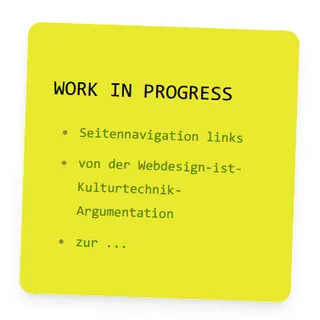 WORK IN PROGRESS
• Seitennavigation links
• von der Webdesign-ist-
Kulturtechnik-
Argumentation
• zur ...